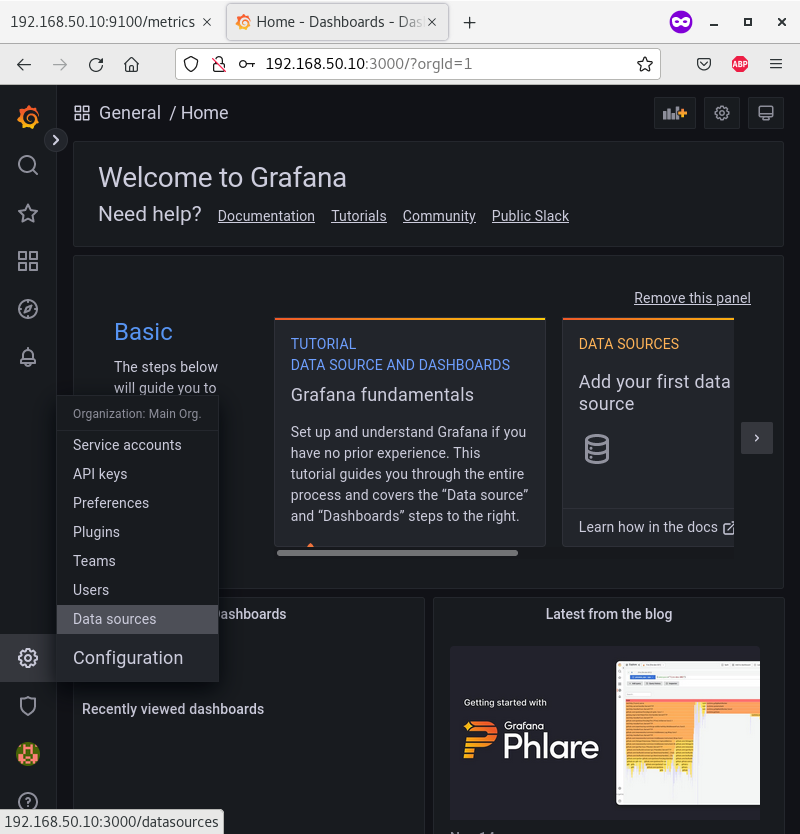 192.168.50.10:9100/metrics
Home - Dashboards - Das
192.168.50.10:3000/?orgId=1
ABP
General / Home
Welcome to Grafana
Need help? Documentation Tutorials Community Public Slack
Remove this panel
Basic
The steps below
will guide you to
TUTORIAL
DATA SOURCE AND DASHBOARDS
Grafana fundamentals
Set up and understand Grafana if you
have no prior experience. This
tutorial guides you through the entire
process and covers the “Data source”
and “Dashboards” steps to the right.
DATA SOURCES
Add your first data
source
Learn how in the docs
Organization: Main Org.
Service accounts
API keys
Preferences
Plugins
Teams
Users
Data sources
Configuration
ashboards
Recently viewed dashboards
Latest from the blog
Getting started with
Grafana
Phlare
192.168.50.10:3000/datasources